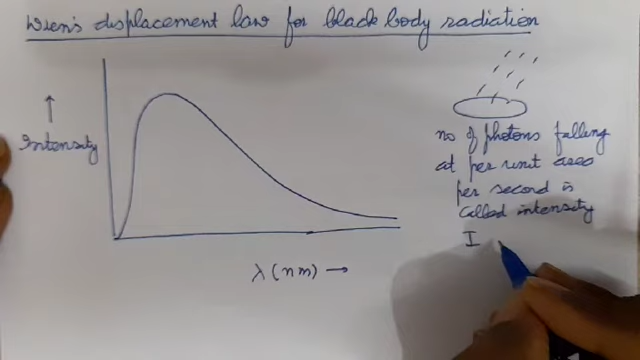 Wien's displacement law for black body radiation
Intensity
no of photons falling
at per unit area
per second is
called intensity
I
λ (nm) →